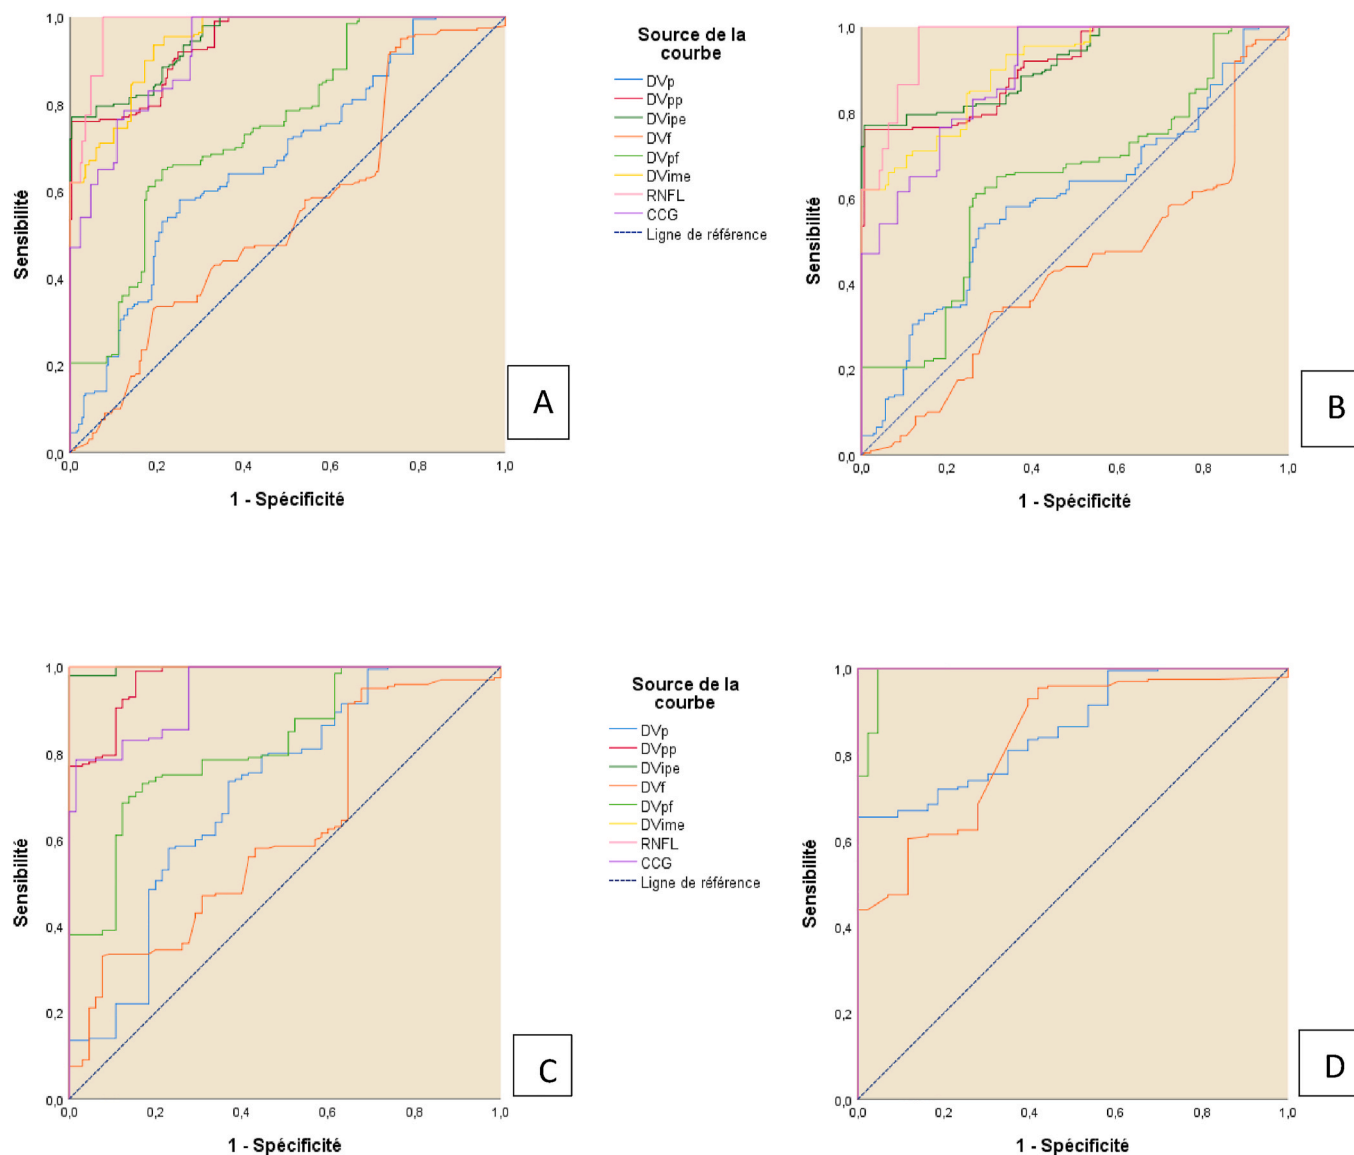 Sensibilité
1,0
0,8
0,6
0,4
0,2
0,0
0,0
0,2
0,4
0,6
0,8
1,0
1 - Spécificité
A
Source de la
courbe
DVp
DVpp
DVipe
DVf
DVpf
DVime
RNFL
CCG
Ligne de référence
Sensibilité
1,0
0,8
0,6
0,4
0,2
0,0
0,0
0,2
0,4
0,6
0,8
1,0
1 - Spécificité
B
Sensibilité
1,0
0,8
0,6
0,4
0,2
0,0
0,0
0,2
0,4
0,6
0,8
1,0
1 - Spécificité
C
Source de la
courbe
DVp
DVpp
DVipe
DVf
DVpf
DVime
RNFL
CCG
Ligne de référence
Sensibilité
1,0
0,8
0,6
0,4
0,2
0,0
0,0
0,2
0,4
0,6
0,8
1,0
1 - Spécificité
D